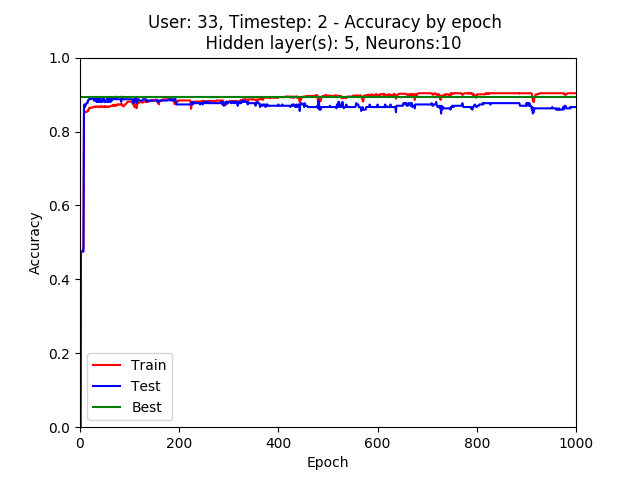 User: 33, Timestep: 2 - Accuracy by epoch
Hidden layer(s): 5, Neurons:10
1.0
0.8
0.6
0.4
0.2
0.0
Accuracy
Train
Test
Best
0 200 400 600 800 1000
Epoch